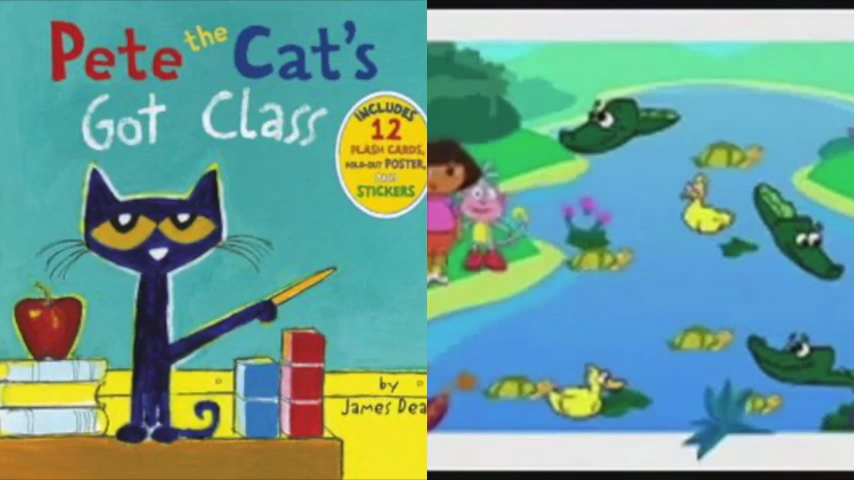 Pete the Cat's
Got Class
INCLUDES
12
FLASH CARDS,
FOLD-OUT POSTER,
AND
STICKERS
by
James Dea